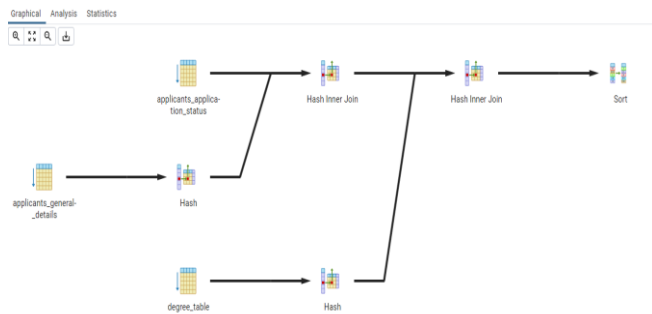 Graphical Analysis Statistics
applicants_applica-
tion_status
Hash Inner Join
Hash Inner Join
Sort
applicants_general-
_details
Hash
degree_table
Hash